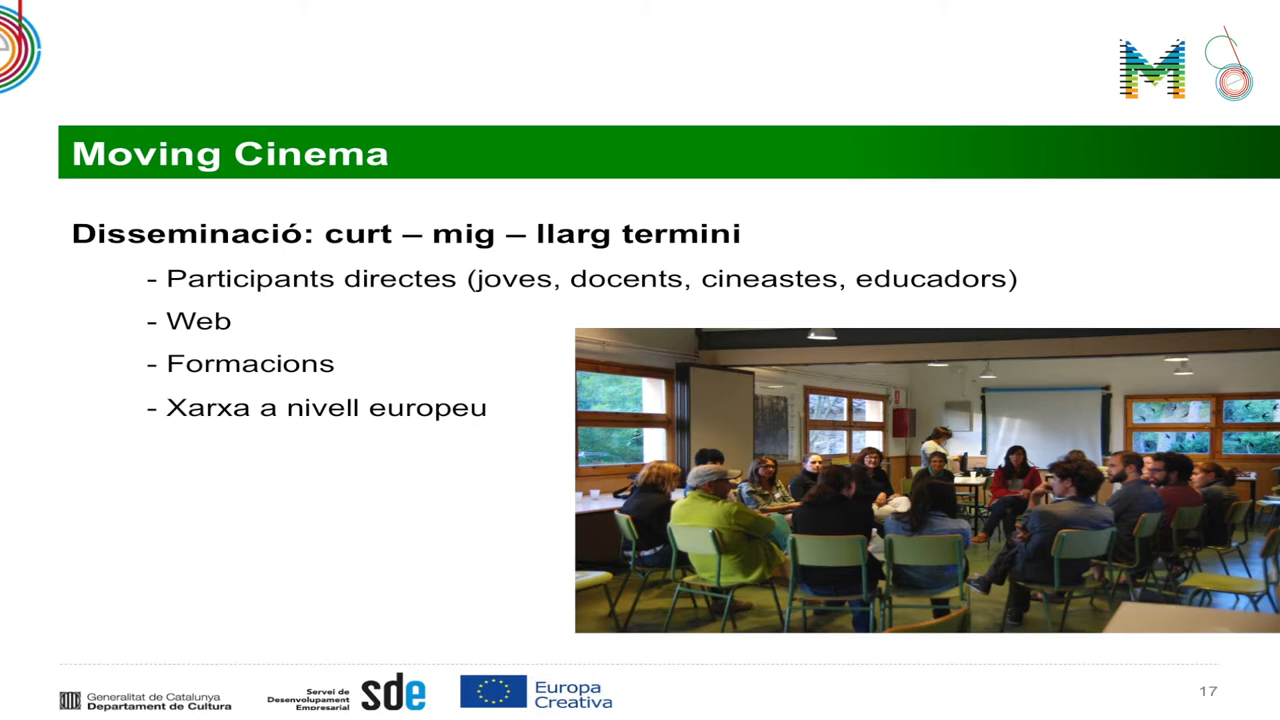 Moving Cinema
Disseminació: curt – mig – llarg termini
- Participants directes (joves, docents, cineastes, educadors)
- Web
- Formacions
- Xarxa a nivell europeu
Generalitat de Catalunya
Departament de Cultura
Servei de
Desenvolupament
Empresarial
sde
Europa
Creativa
17